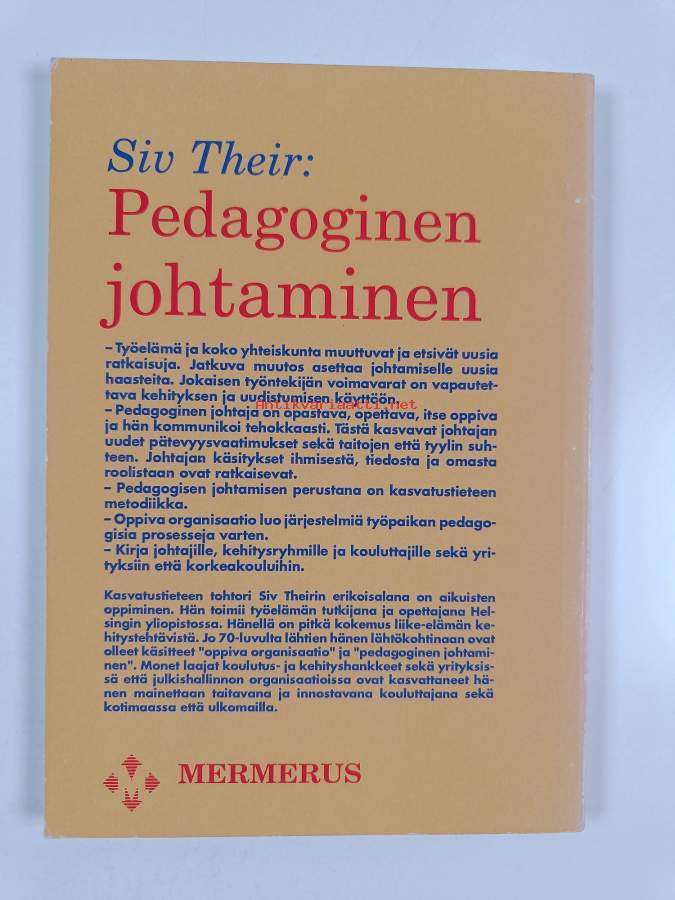 Siv Their:
Pedagoginen
johtaminen
– Työelämä ja koko yhteiskunta muuttuvat ja etsivät uusia
ratkaisuja. Jatkuva muutos asettaa johtamiselle uusia
haasteita. Jokaisen työntekijän voimavarat on vapautet-
tava kehityksen ja uudistumisen käyttöön.
Antikvariaatti.net
– Pedagoginen johtaja on opastava, opettava, itse oppiva
ja hän kommunikoi tehokkaasti. Tästä kasvavat johtajan
uudet pätevyysvaatimukset sekä taitojen että tyylin suh-
teen. Johtajan käsitykset ihmisestä, tiedosta ja omasta
roolistaan ovat ratkaisevat.
– Pedagogisen johtamisen perustana on kasvatustieteen
metodiikka.
– Oppiva organisaatio luo järjestelmiä työpaikan pedago-
gisia prosesseja varten.
– Kirja johtajille, kehitysryhmille ja kouluttajille sekä yri-
tyksiin että korkeakouluihin.
Kasvatustieteen tohtori Siv Theirin erikoisalana on aikuisten
oppiminen. Hän toimii työelämän tutkijana ja opettajana Hel-
singin yliopistossa. Hänellä on pitkä kokemus liike-elämän ke-
hitystehtävistä. Jo 70-luvulta lähtien hänen lähtökohtinaan ovat
olleet käsitteet "oppiva organisaatio" ja "pedagoginen johtami-
nen". Monet laajat koulutus- ja kehityshankkeet sekä yrityksis-
sä että julkishallinnon organisaatioissa ovat kasvattaneet hä-
nen mainettaan taitavana ja innostavana kouluttajana sekä
kotimaassa että ulkomailla.
MERMERUS